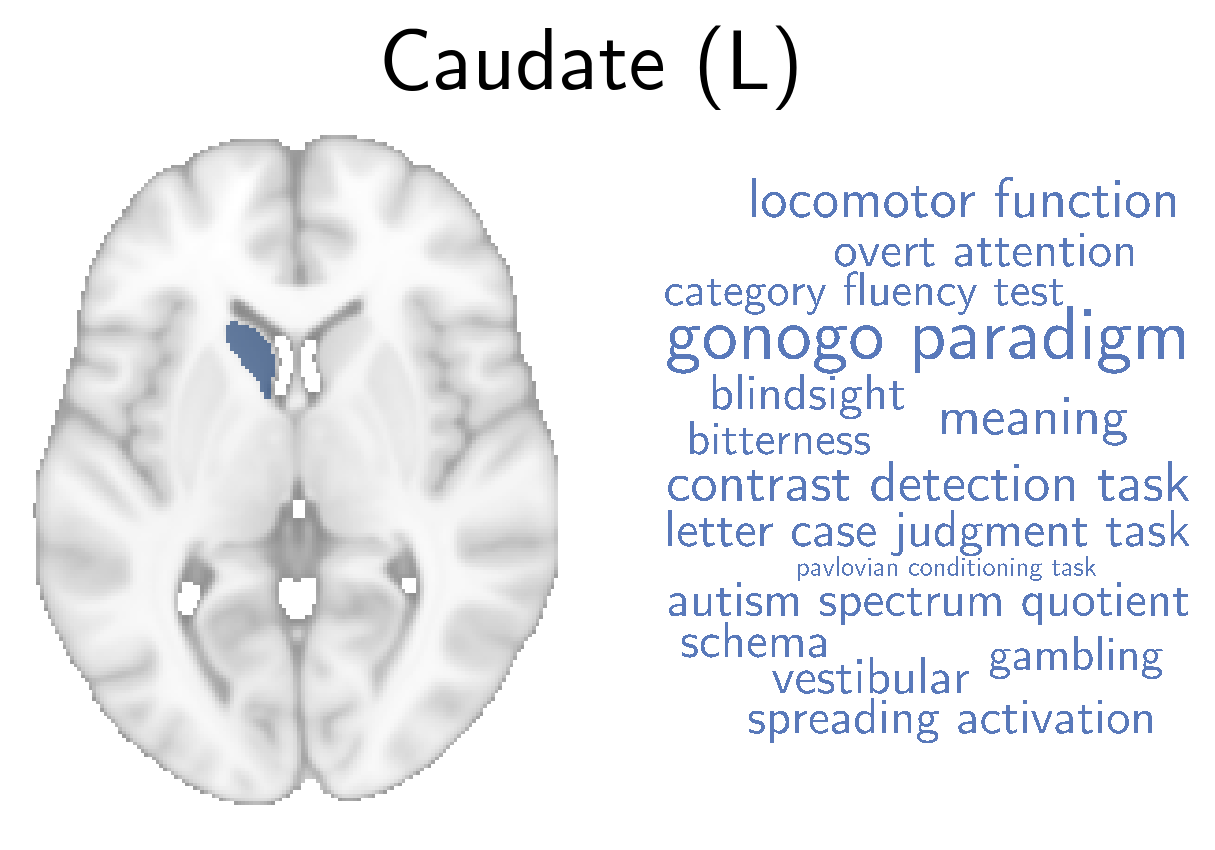 Caudate (L)
locomotor function
overt attention
category fluency test
gonogo paradigm
blindsight
meaning
bitterness
contrast detection task
letter case judgment task
pavlovian conditioning task
autism spectrum quotient
schema
gambling
vestibular
spreading activation